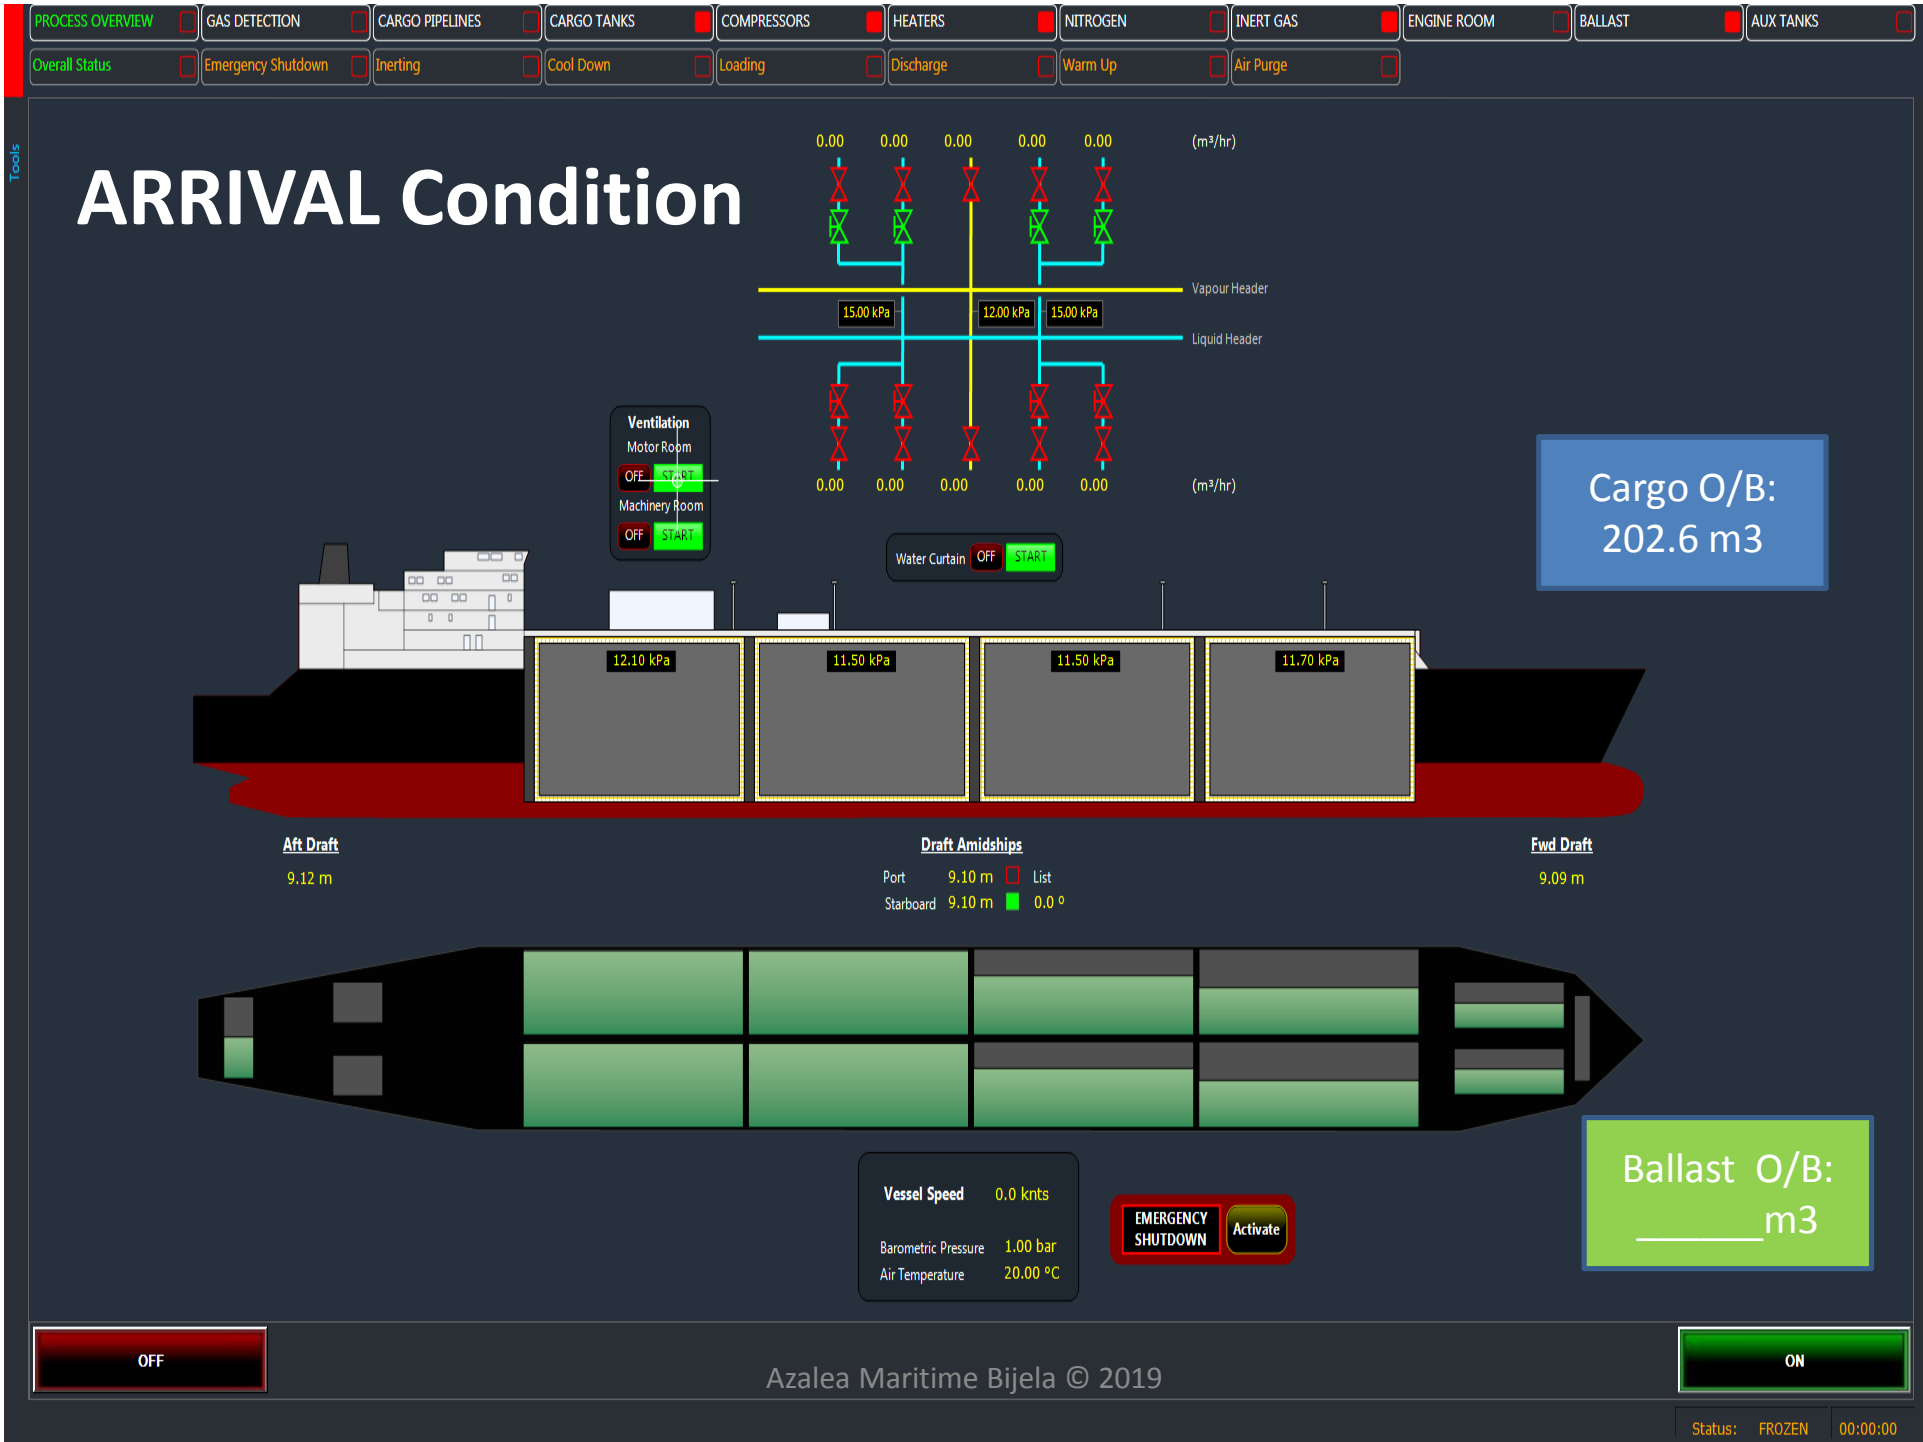 PROCESS OVERVIEW GAS DETECTION CARGO PIPELINES CARGO TANKS COMPRESSORS HEATERS NITROGEN INERT GAS ENGINE ROOM BALLAST AUX TANKS
Overall Status Emergency Shutdown Inerting Cool Down Loading Discharge Warm Up Air Purge
Tools
ARRIVAL Condition
0.00 0.00 0.00 0.00 0.00 (m³/hr)
Vapour Header
15.00 kPa 12.00 kPa 15.00 kPa
Liquid Header
Ventilation
Motor Room
OFF START
Machinery Room
OFF START
0.00 0.00 0.00 0.00 0.00 (m³/hr)
Cargo O/B:
202.6 m3
Water Curtain OFF START
12.10 kPa 11.50 kPa 11.50 kPa 11.70 kPa
Aft Draft Draft Amidships Fwd Draft
9.12 m Port 9.10 m List 9.09 m
Starboard 9.10 m 0.0 º
Ballast O/B:
______m3
Vessel Speed 0.0 knts
Barometric Pressure 1.00 bar
Air Temperature 20.00 ºC
EMERGENCY
SHUTDOWN
Activate
OFF
Azalea Maritime Bijela © 2019
ON
Status: FROZEN 00:00:00